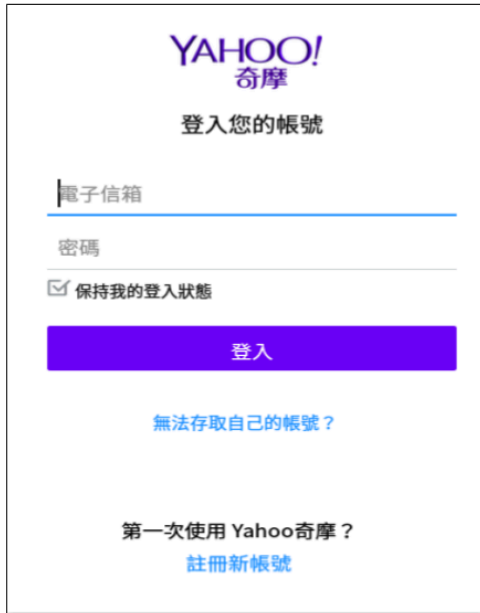 YAHOO!
奇摩
登入您的帳號
電子信箱
密碼
保持我的登入狀態
登入
無法存取自己的帳號？
第一次使用 Yahoo奇摩？
註冊新帳號